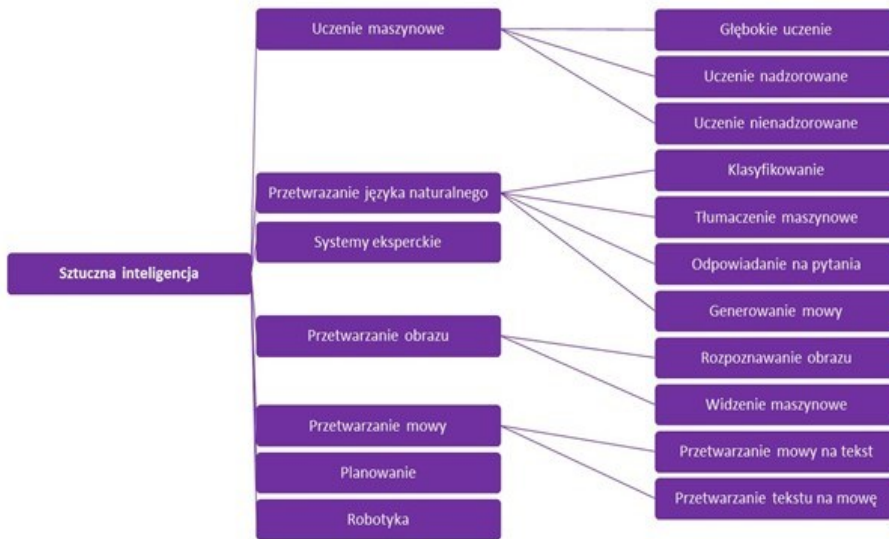 Sztuczna inteligencja
Uczenie maszynowe
Głębokie uczenie
Uczenie nadzorowane
Uczenie nienadzorowane
Przetwrazanie języka naturalnego
Klasyfikowanie
Tłumaczenie maszynowe
Odpowiadanie na pytania
Generowanie mowy
Systemy eksperckie
Przetwarzanie obrazu
Rozpoznawanie obrazu
Widzenie maszynowe
Przetwarzanie mowy
Przetwarzanie mowy na tekst
Przetwarzanie tekstu na mowę
Planowanie
Robotyka